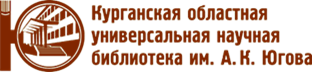 Курганская областная
универсальная научная
библиотека им. А. К. Югова